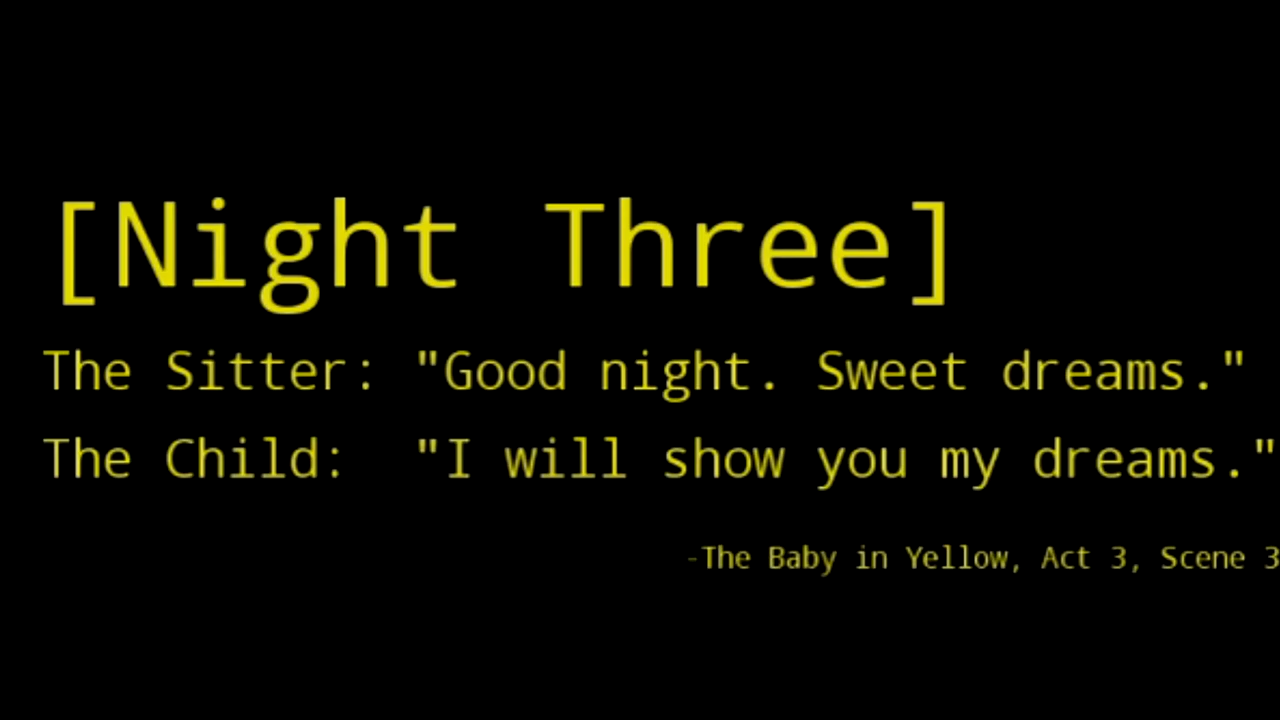 [Night Three]
The Sitter: "Good night. Sweet dreams."
The Child:  "I will show you my dreams."
-The Baby in Yellow, Act 3, Scene 3